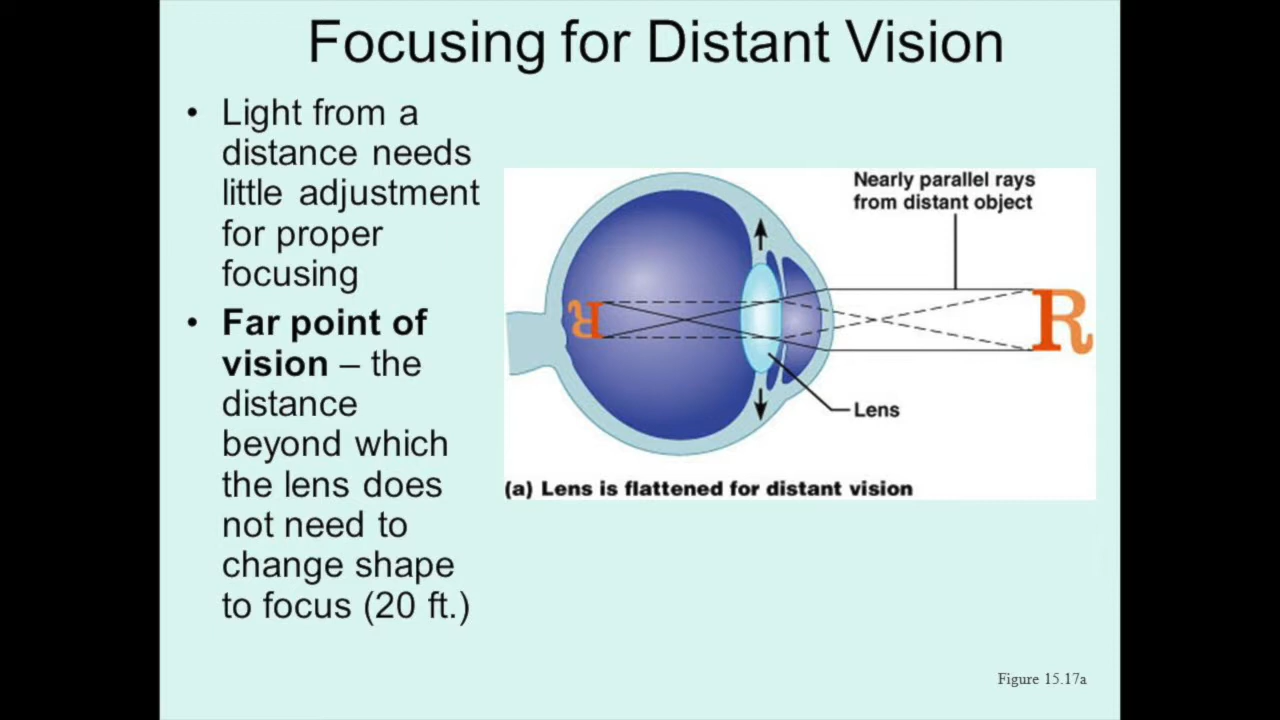 Focusing for Distant Vision
• Light from a
distance needs
little adjustment
for proper
focusing
• Far point of
vision – the
distance
beyond which
the lens does
not need to
change shape
to focus (20 ft.)
Nearly parallel rays
from distant object
R
R
Lens
(a) Lens is flattened for distant vision
Figure 15.17a